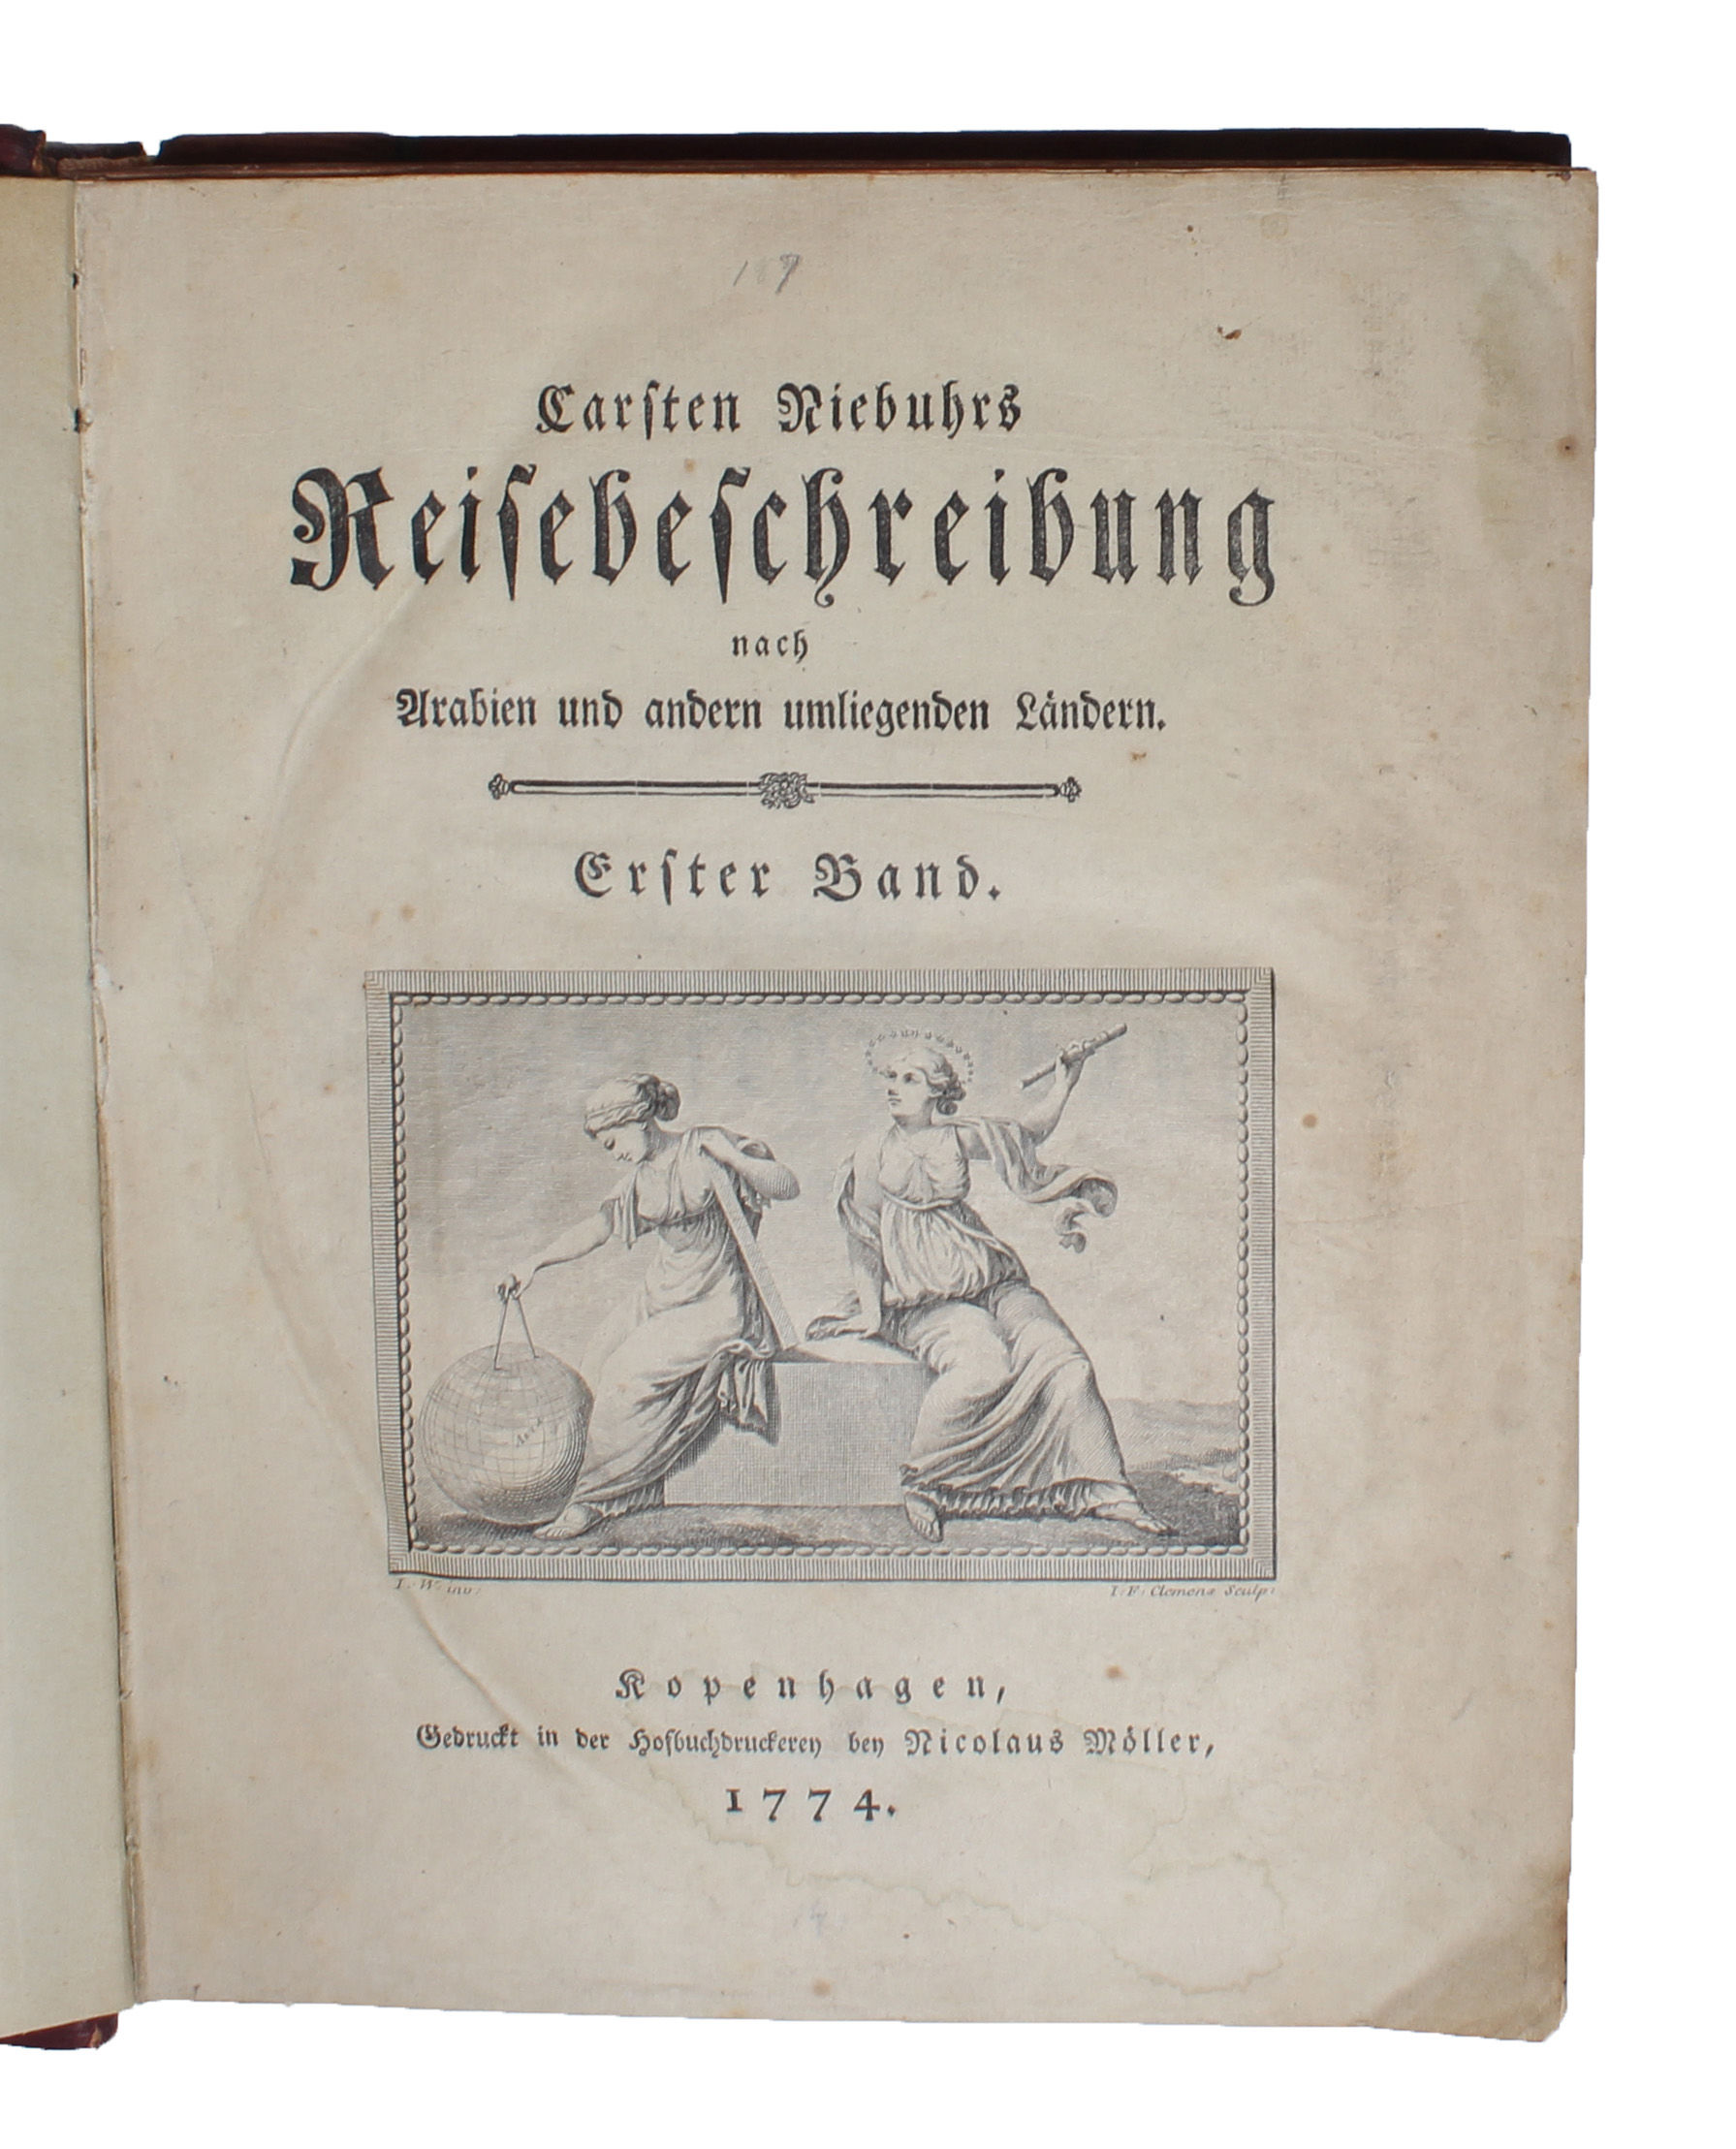 Carſten Niebuhrs
Reiſebeſchreibung
nach
Arabien und andern umliegenden Ländern.
Erſter Band.
I. W. inv:
I. F. Clemens Sculp:
Kopenhagen,
Gedruckt in der Hofbuchdruckerey bey Nicolaus Möller,
1774.